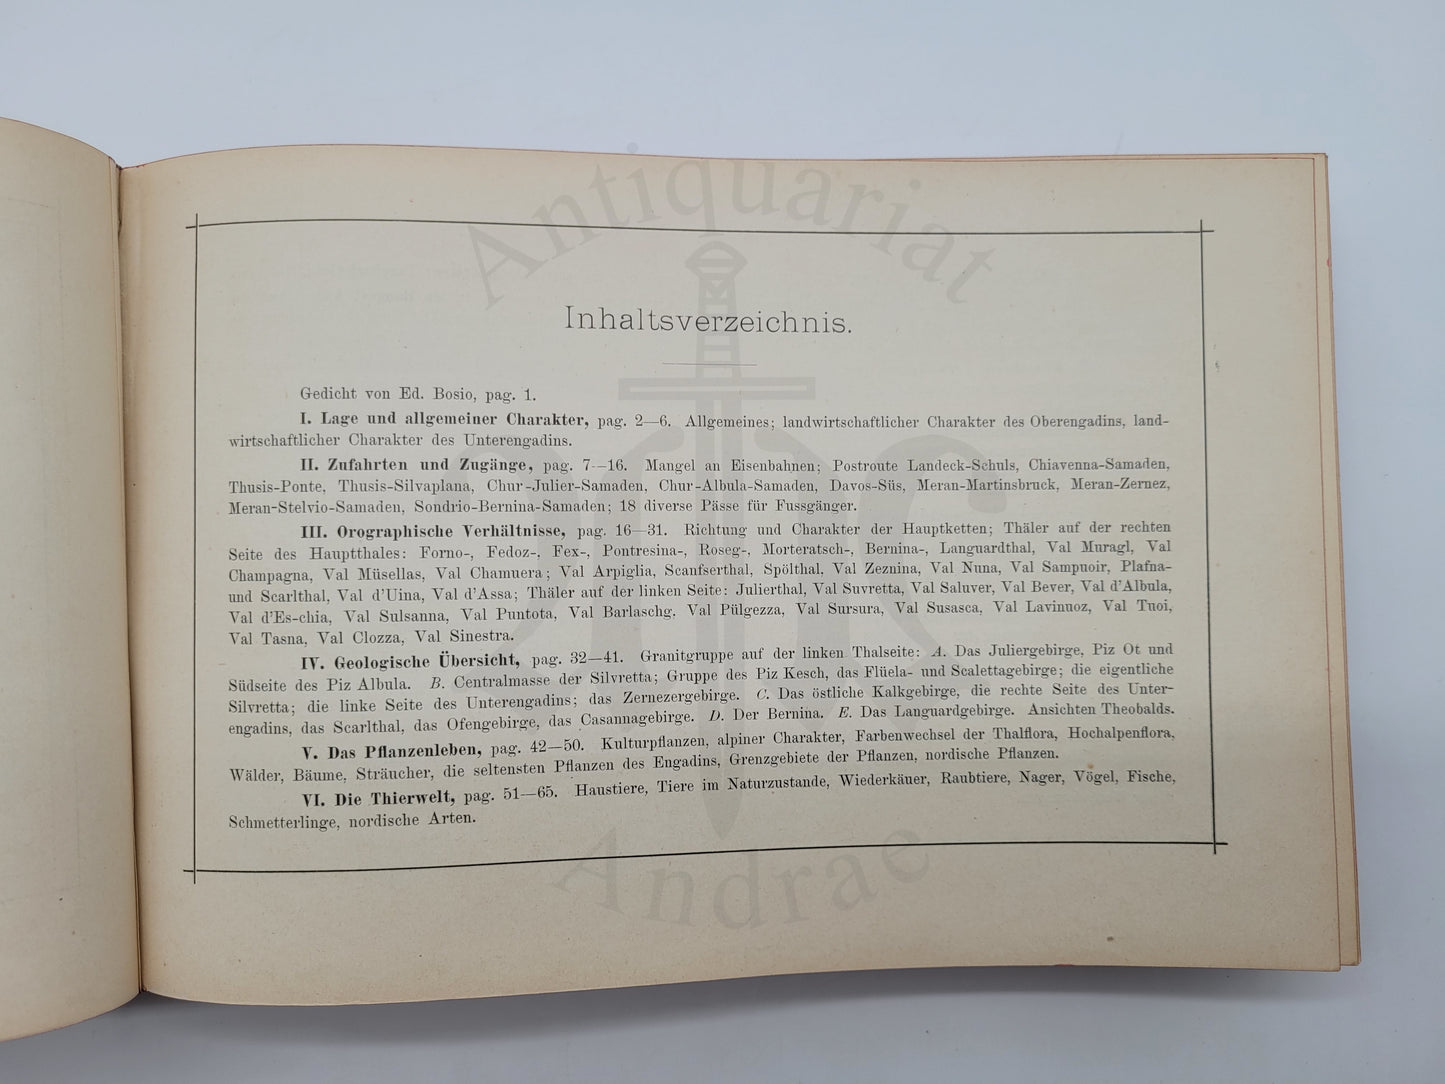 Antiquariat
Inhaltsverzeichnis.
Gedicht von Ed. Bosio, pag. 1.
I. Lage und allgemeiner Charakter, pag. 2—6. Allgemeines; landwirtschaftlicher Charakter des Oberengadins, land-
wirtschaftlicher Charakter des Unterengadins.
II. Zufahrten und Zugänge, pag. 7—16. Mangel an Eisenbahnen; Postroute Landeck-Schuls, Chiavenna-Samaden,
Thusis-Ponte, Thusis-Silvaplana, Chur-Julier-Samaden, Chur-Albula-Samaden, Davos-Süs, Meran-Martinsbruck, Meran-Zernez,
Meran-Stelvio-Samaden, Sondrio-Bernina-Samaden; 18 diverse Pässe für Fussgänger.
III. Orographische Verhältnisse, pag. 16—31. Richtung und Charakter der Hauptketten; Thäler auf der rechten
Seite des Hauptthales: Forno-, Fedoz-, Fex-, Pontresina-, Roseg-, Morteratsch-, Bernina-, Languardthal, Val Muragl, Val
Champagna, Val Müsellas, Val Chamuera; Val Arpiglia, Scanfserthal, Spölthal, Val Zeznina, Val Nuna, Val Sampuoir, Plafna-
und Scarlthal, Val d'Uina, Val d'Assa; Thäler auf der linken Seite: Julierthal, Val Suvretta, Val Saluver, Val Bever, Val d'Albula,
Val d'Es-chia, Val Sulsanna, Val Puntota, Val Barlaschg, Val Pülgezza, Val Sursura, Val Susasca, Val Lavinuoz, Val Tuoi,
Val Tasna, Val Clozza, Val Sinestra.
IV. Geologische Übersicht, pag. 32—41. Granitgruppe auf der linken Thalseite: A. Das Juliergebirge, Piz Ot und
Südseite des Piz Albula. B. Centralmasse der Silvretta; Gruppe des Piz Kesch, das Flüela- und Scalettagebirge; die eigentliche
Silvretta; die linke Seite des Unterengadins; das Zernezergebirge. C. Das östliche Kalkgebirge, die rechte Seite des Unter-
engadins, das Scarlthal, das Ofengebirge, das Casannagebirge. D. Der Bernina. E. Das Languardgebirge. Ansichten Theobalds.
V. Das Pflanzenleben, pag. 42—50. Kulturpflanzen, alpiner Charakter, Farbenwechsel der Thalflora, Hochalpenflora,
Wälder, Bäume, Sträucher, die seltensten Pflanzen des Engadins, Grenzgebiete der Pflanzen, nordische Pflanzen.
VI. Die Thierwelt, pag. 51—65. Haustiere, Tiere im Naturzustande, Wiederkäuer, Raubtiere, Nager, Vögel, Fische,
Schmetterlinge, nordische Arten.
Andrae